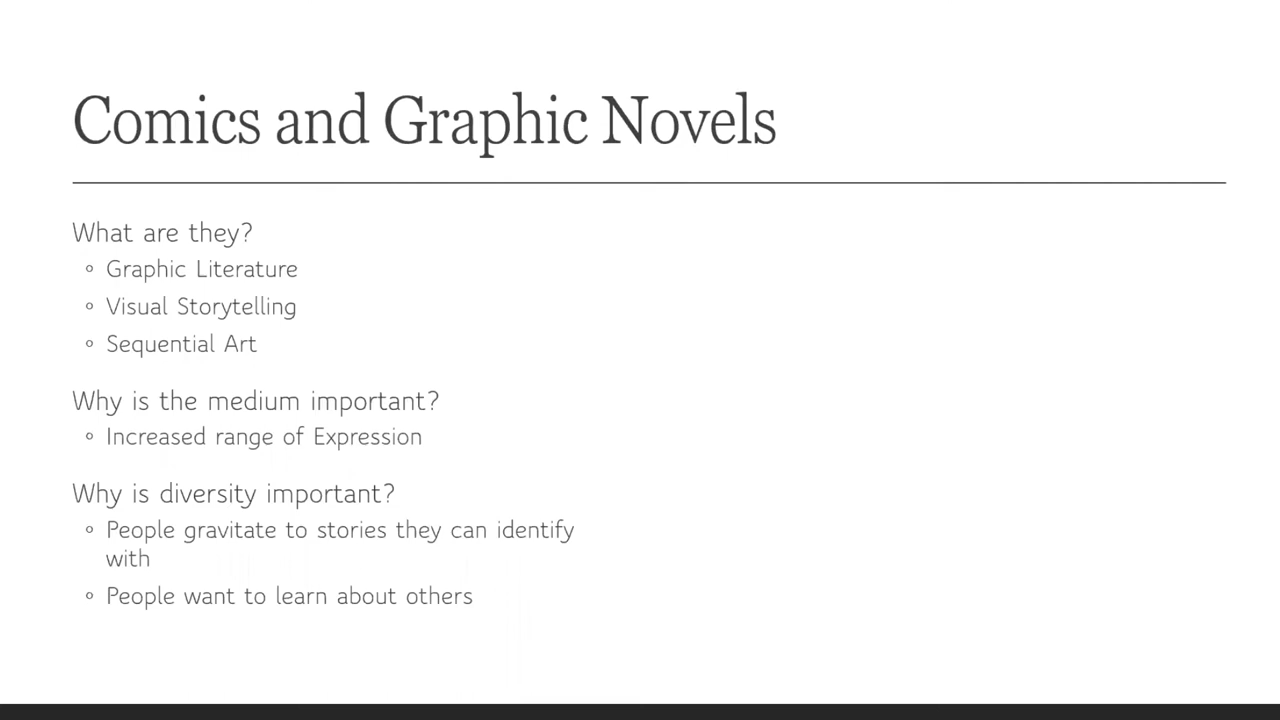 Comics and Graphic Novels
What are they?
◦ Graphic Literature
◦ Visual Storytelling
◦ Sequential Art
Why is the medium important?
◦ Increased range of Expression
Why is diversity important?
◦ People gravitate to stories they can identify
with
◦ People want to learn about others